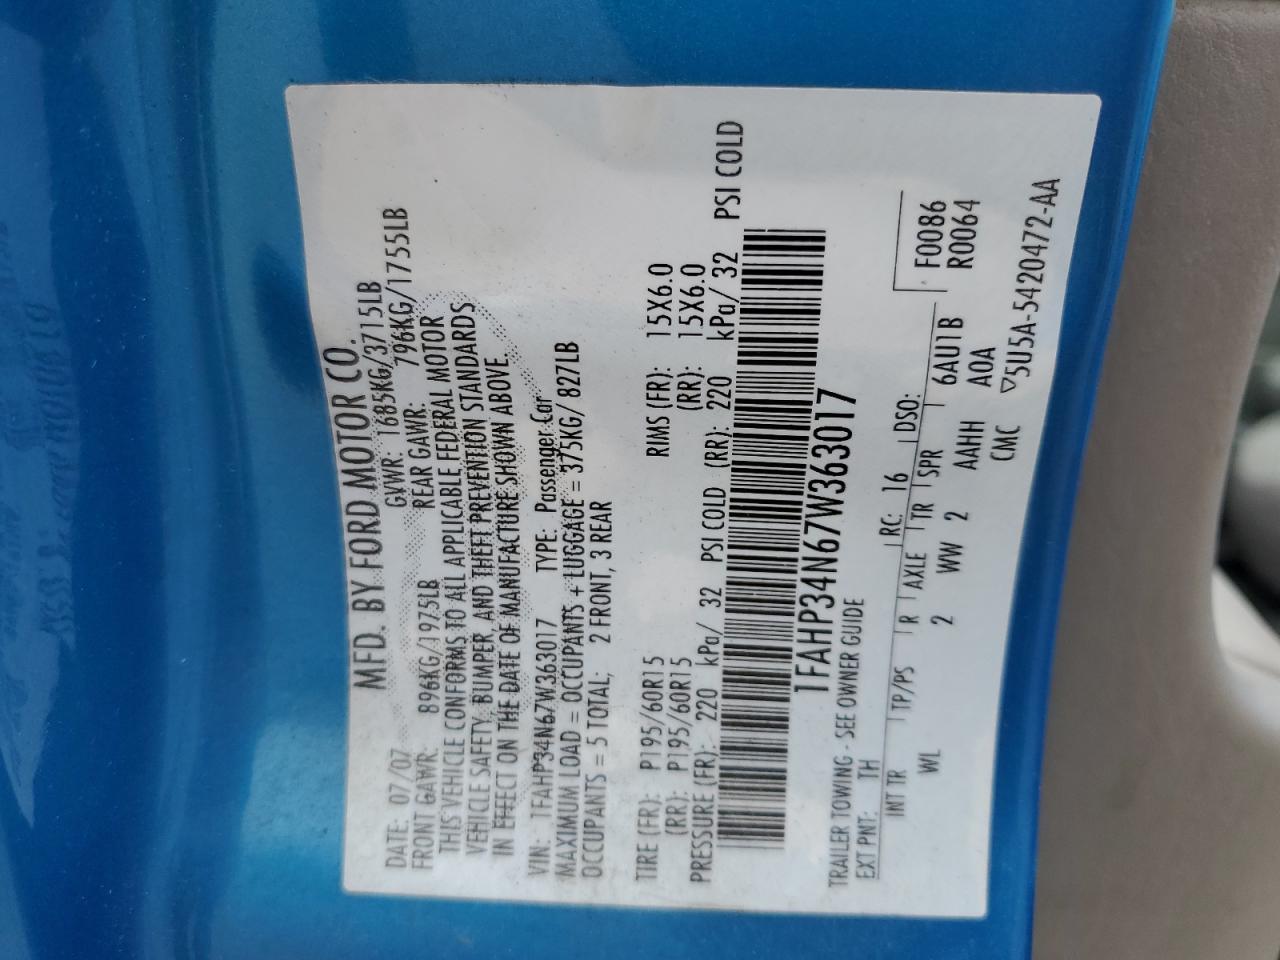 MFD. BY FORD MOTOR CO.
DATE: 07/07 GVWR: 1685KG/3715LB
FRONT GAWR: 896KG/1975LB REAR GAWR: 796KG/1755LB
THIS VEHICLE CONFORMS TO ALL APPLICABLE FEDERAL MOTOR
VEHICLE SAFETY, BUMPER, AND THEFT PREVENTION STANDARDS
IN EFFECT ON THE DATE OF MANUFACTURE SHOWN ABOVE.
VIN: 1FAHP34N67W363017 TYPE: Passenger Car
MAXIMUM LOAD = OCCUPANTS + LUGGAGE = 375KG/ 827LB
OCCUPANTS = 5 TOTAL; 2 FRONT, 3 REAR
TIRE (FR): P195/60R15 RIMS (FR): 15X6.0
(RR): P195/60R15 (RR): 15X6.0
PRESSURE (FR): 220 kPa/ 32 PSI COLD (RR): 220 kPa/ 32 PSI COLD
1FAHP34N67W363017
TRAILER TOWING - SEE OWNER GUIDE
EXT PNT: TH RC: 16 DSO: F0086
INT TR TP/PS R AXLE TR SPR R0064
WL 2 WW 2 AAHH 6AU1B
CMC A0A
▽5U5A-5420472-AA